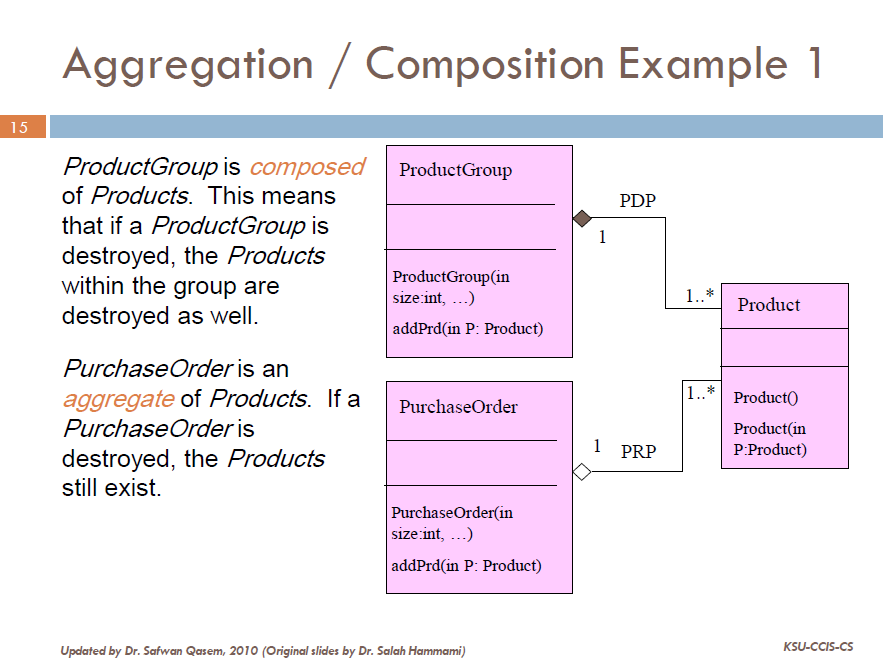 Aggregation / Composition Example 1
15
ProductGroup is composed
of Products. This means
that if a ProductGroup is
destroyed, the Products
within the group are
destroyed as well.
PurchaseOrder is an
aggregate of Products. If a
PurchaseOrder is
destroyed, the Products
still exist.
ProductGroup
ProductGroup(in
size:int, …)
addPrd(in P: Product)
PDP
1
1..*
Product
Product()
Product(in
P:Product)
PurchaseOrder
PurchaseOrder(in
size:int, …)
addPrd(in P: Product)
1
PRP
1..*
Updated by Dr. Safwan Qasem, 2010 (Original slides by Dr. Salah Hammami)
KSU-CCIS-CS